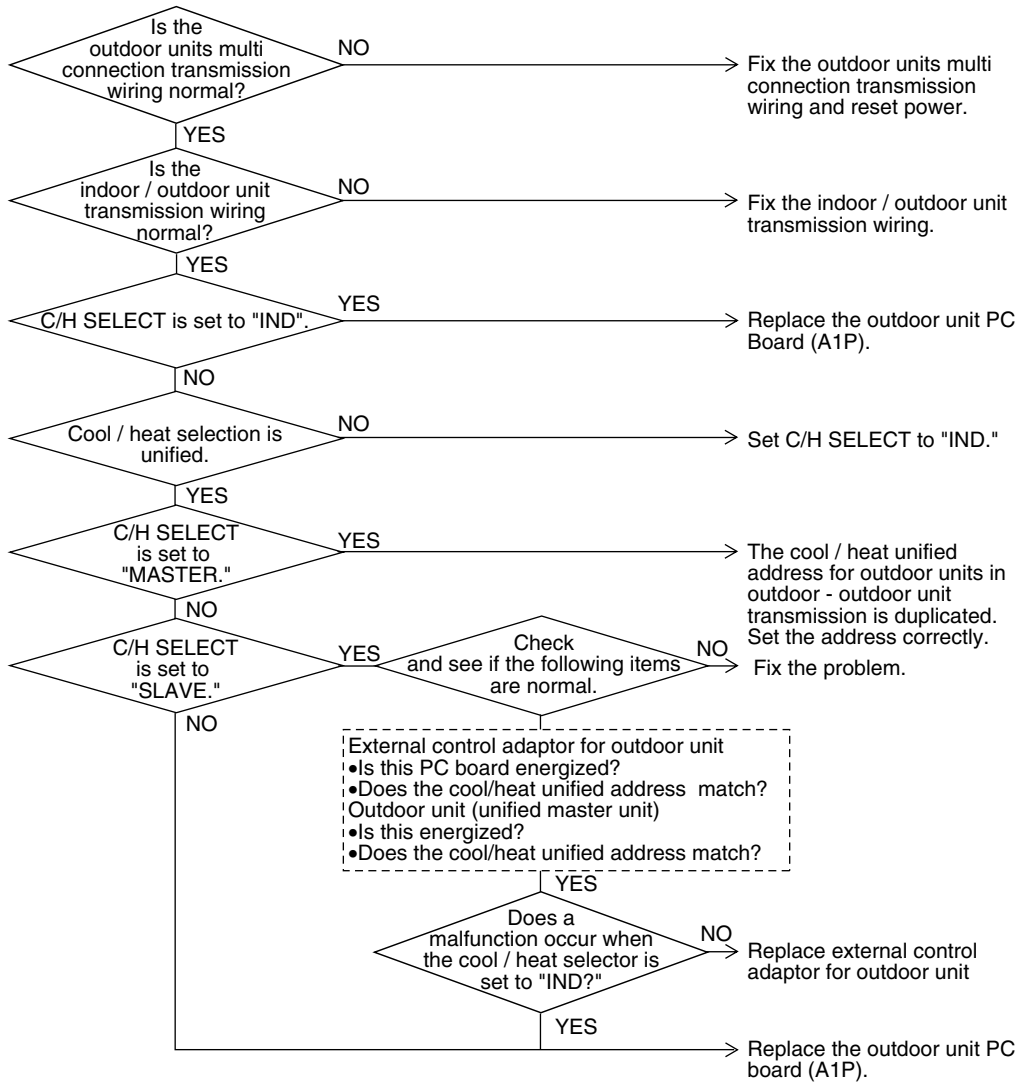 Is the
outdoor units multi
connection transmission
wiring normal?
NO
Fix the outdoor units multi
connection transmission
wiring and reset power.
YES
Is the
indoor / outdoor unit
transmission wiring
normal?
NO
Fix the indoor / outdoor unit
transmission wiring.
YES
C/H SELECT is set to "IND".
YES
Replace the outdoor unit PC
Board (A1P).
NO
Cool / heat selection is
unified.
NO
Set C/H SELECT to "IND."
YES
C/H SELECT
is set to
"MASTER."
YES
The cool / heat unified
address for outdoor units in
outdoor - outdoor unit
transmission is duplicated.
Set the address correctly.
NO
C/H SELECT
is set to
"SLAVE."
YES
Check
and see if the following items
are normal.
NO
Fix the problem.
NO
External control adaptor for outdoor unit
•Is this PC board energized?
•Does the cool/heat unified address match?
Outdoor unit (unified master unit)
•Is this energized?
•Does the cool/heat unified address match?
YES
Does a
malfunction occur when
the cool / heat selector is
set to "IND?"
NO
Replace external control
adaptor for outdoor unit
YES
Replace the outdoor unit PC
board (A1P).